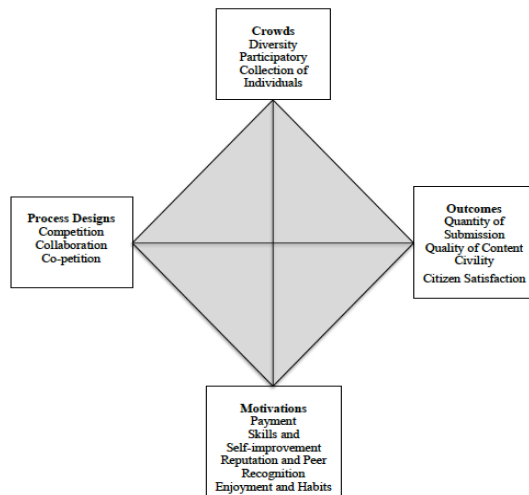 Crowds
Diversity
Participatory
Collection of
Individuals
Process Designs
Competition
Collaboration
Co-petition
Outcomes
Quantity of
Submission
Quality of Content
Civility
Citizen Satisfaction
Motivations
Payment
Skills and
Self-improvement
Reputation and Peer
Recognition
Enjoyment and Habits